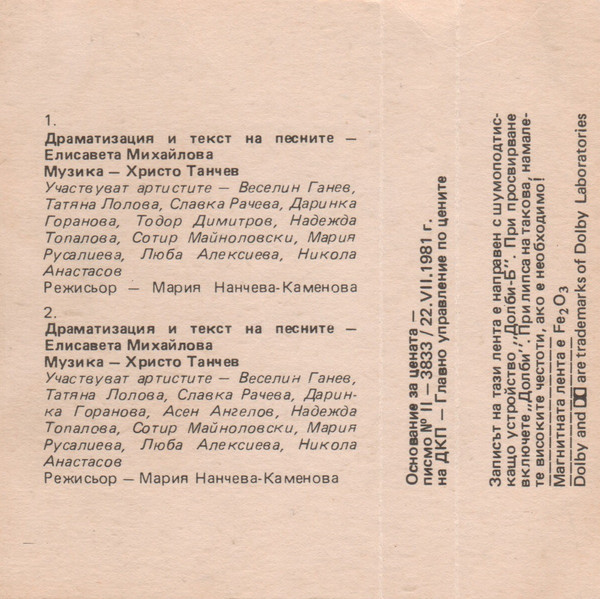 1.
Драматизация и текст на песните —
Елисавета Михайлова
Музика — Христо Танчев
Участвуват артистите — Веселин Ганев,
Татяна Лолова, Славка Рачева, Даринка
Горанова, Тодор Димитров, Надежда
Топалова, Сотир Майноловски, Мария
Русалиева, Люба Алексиева, Никола
Анастасов
Режисьор — Мария Нанчева-Каменова
2.
Драматизация и текст на песните —
Елисавета Михайлова
Музика — Христо Танчев
Участвуват артистите — Веселин Ганев,
Татяна Лолова, Славка Рачева, Дарин-
ка Горанова, Асен Ангелов, Надежда
Топалова, Сотир Майноловски, Мария
Русалиева, Люба Алексиева, Никола
Анастасов
Режисьор — Мария Нанчева-Каменова
Основание за цената —
писмо № II — 3833 / 22.VII.1981 г.
на ДКП — Главно управление по цените
Записът на тази лента е направен с шумоподтис-
кащо устройство „Долби-Б". При просвирване
включете „Долби". При липса на такова, намале-
те високите честоти, ако е необходимо!
Магнитната лента е Fe2O3
Dolby and are trademarks of Dolby Laboratories